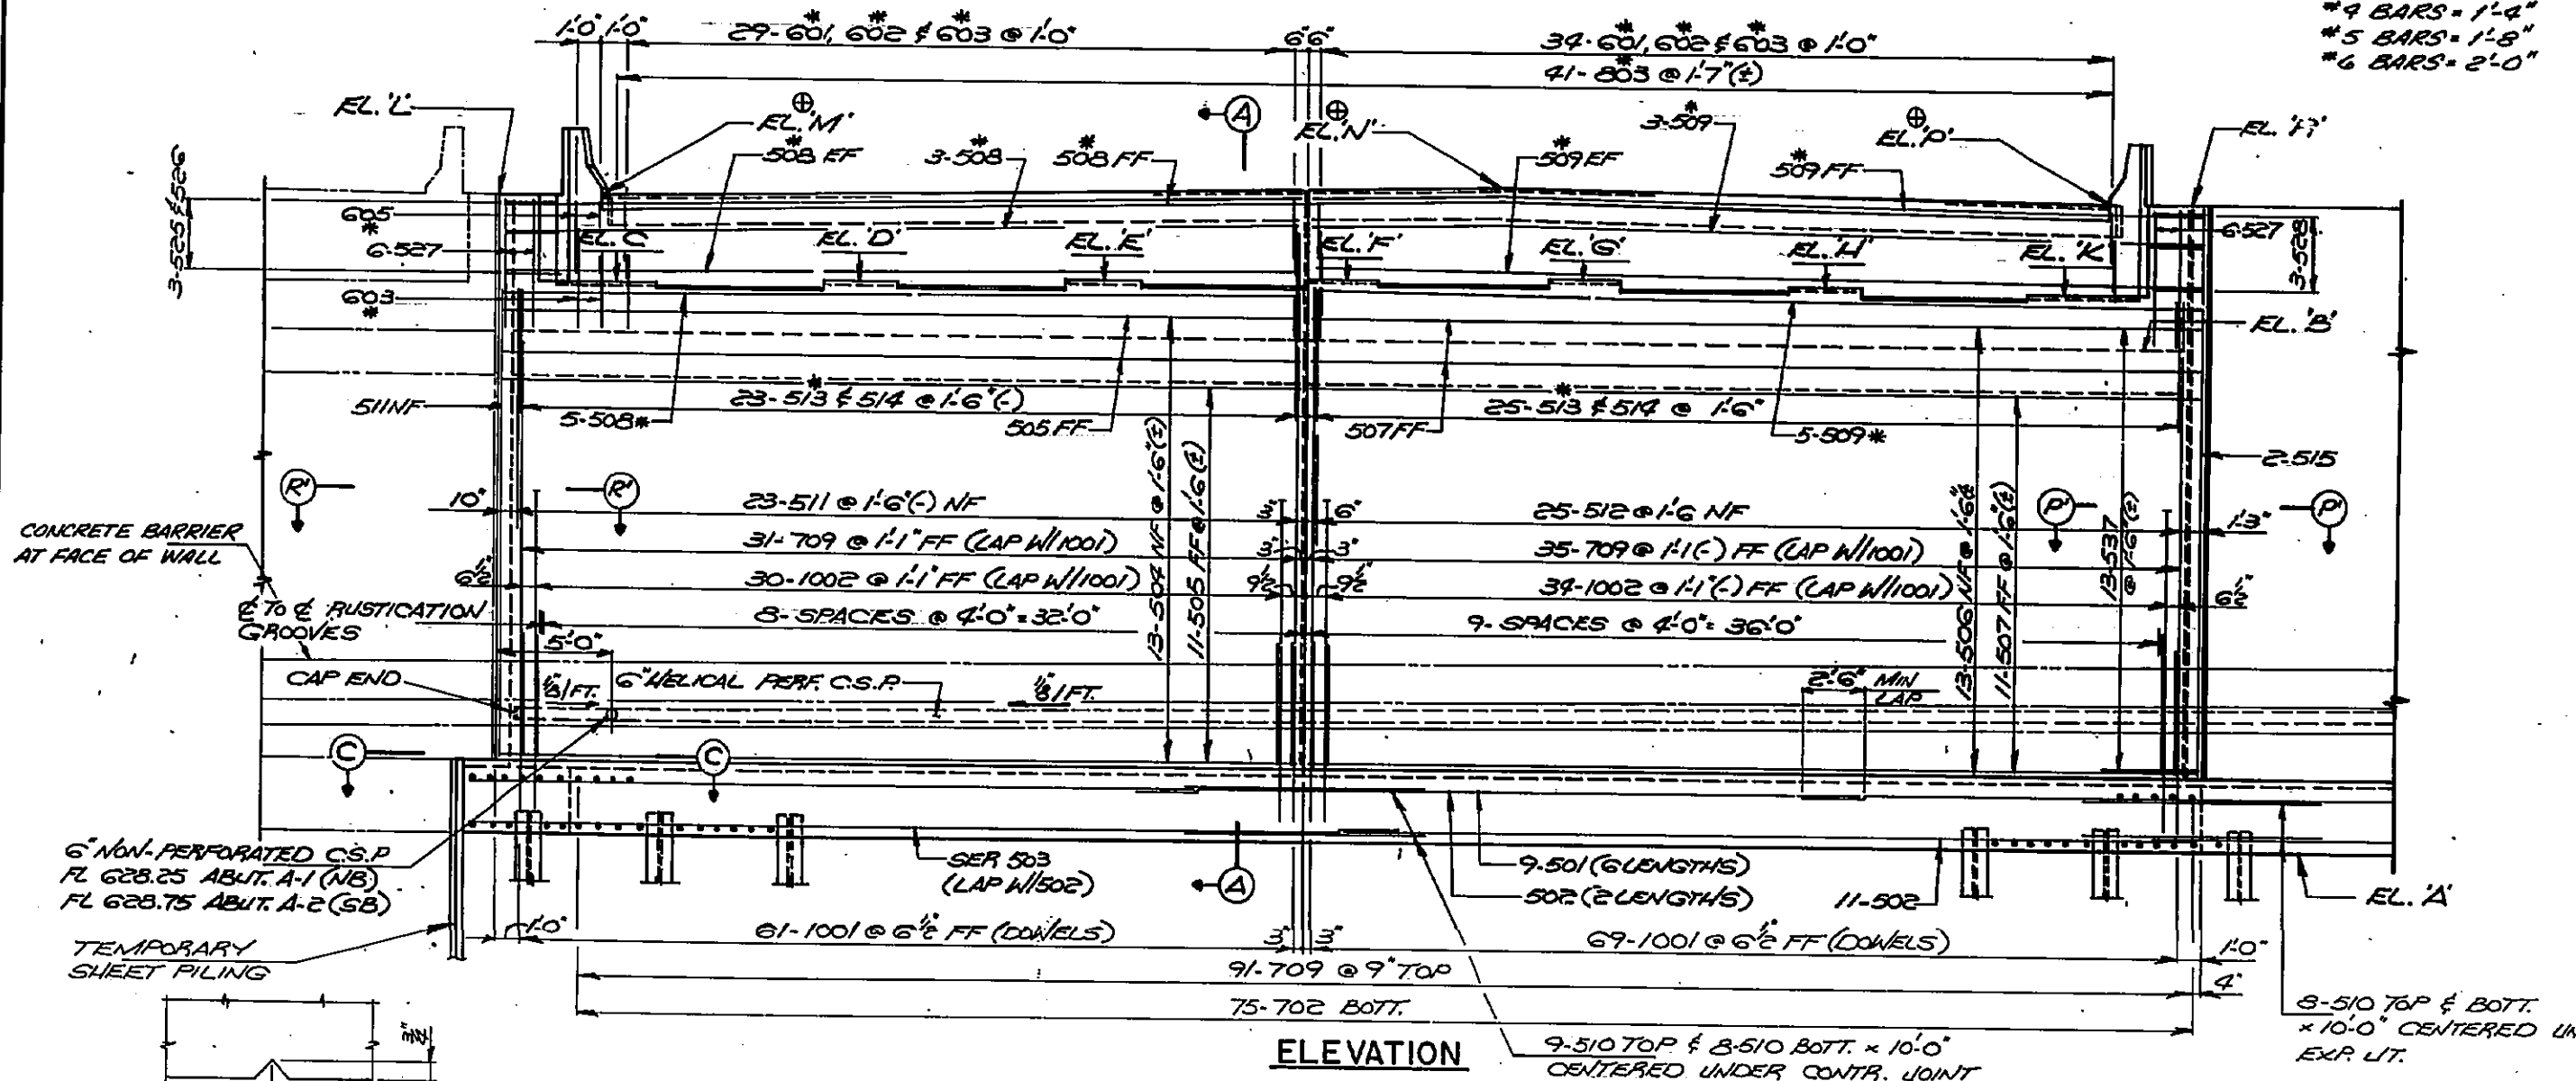 #4 BARS = 1'-4"
#5 BARS = 1'-8"
#6 BARS = 2'-0"
1'-0" 1'-0"
29-601*, 602* & 603* @ 1'-0"
6" 6"
34-601*, 602* & 603* @ 1'-0"
41-803 @ 1'-7"(±)
EL. 'L'
⊕
EL. 'M'
A
⊕
EL. 'N'
3-509*
⊕
EL. 'P'
EL. 'R'
508* EF
3-508*
508* FF
509* EF
509* FF
3-525 & 526
605
*
6-527
603
*
EL. 'C'
EL. 'D'
EL. 'E'
EL. 'F'
EL. 'G'
EL. 'H'
EL. 'K'
6-527
3-528
EL. 'B'
511 NF
5-508*
23-513* & 514 @ 1'-6"(-)
505 FF
507 FF
25-513* & 514 @ 1'-6"
5-509*
2-515
R'
R'
P'
P'
10"
23-511 @ 1'-6"(-) NF
3"
6"
25-512 @ 1'-6 NF
1'-3"
31-709 @ 1'-1" FF (LAP W/1001)
3"
3"
35-709 @ 1'-1(-) FF (LAP W/1001)
6½"
30-1002 @ 1'-1" FF (LAP W/1001)
9½"
9½"
34-1002 @ 1'-1"(-) FF (LAP W/1001)
6½"
8-SPACES @ 4'-0" = 32'-0"
9-SPACES @ 4'-0" = 36'-0"
13-504 NF @ 1'-6"(±)
11-505 FF @ 1'-6(±)
13-506 NF @ 1'-6"±
11-507 FF @ 1'-6"(±)
13-537
@ 1'-6"(±)
CONCRETE BARRIER
AT FACE OF WALL
℄ TO ℄ RUSTICATION
GROOVES
5'-0"
CAP END
⅛"/FT.
6" HELICAL PERF. C.S.P.
⅛"/FT.
2'-6" MIN
LAP
C
C
6" NON-PERFORATED C.S.P
FL 628.25 ABUT. A-1 (NB)
FL 628.75 ABUT. A-2 (SB)
TEMPORARY
SHEET PILING
SER 503
(LAP W/502)
A
9-501 (6 LENGTHS)
502 (2 LENGTHS)
11-502
EL. 'A'
1'-0"
61-1001 @ 6½" FF (DOWELS)
3"
3"
69-1001 @ 6½" FF (DOWELS)
1'-0"
91-709 @ 9" TOP
4"
75-702 BOTT.
8-510 TOP & BOTT.
x 10'-0" CENTERED UN
EXP. JT.
ELEVATION
9-510 TOP & 8-510 BOTT. x 10'-0"
CENTERED UNDER CONTR. JOINT
¾"